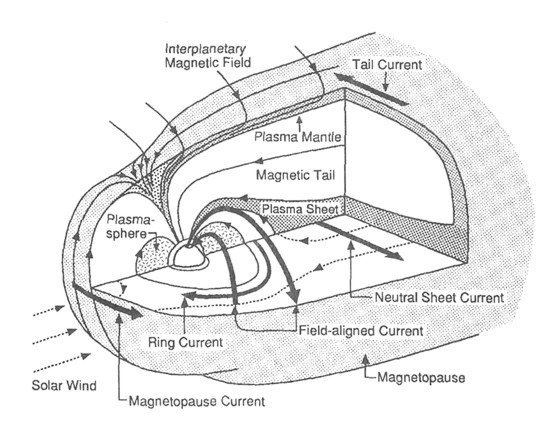 Interplanetary
Magnetic Field
Tail Current
Plasma Mantle
Magnetic Tail
Plasma-
sphere
Plasma Sheet
Neutral Sheet Current
Field-aligned Current
Ring Current
Solar Wind
Magnetopause
Magnetopause Current